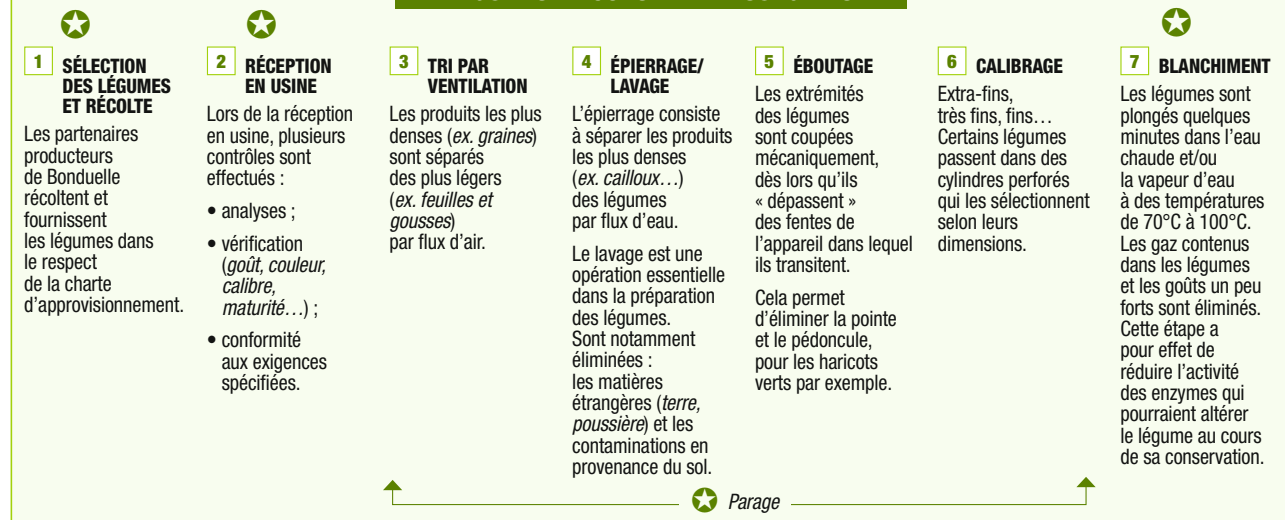 1 SÉLECTION
DES LÉGUMES
ET RÉCOLTE
Les partenaires
producteurs
de Bonduelle
récoltent et
fournissent
les légumes dans
le respect
de la charte
d'approvisionnement.
2 RÉCEPTION
EN USINE
Lors de la réception
en usine, plusieurs
contrôles sont
effectués :
• analyses ;
• vérification
(goût, couleur,
calibre,
maturité…) ;
• conformité
aux exigences
spécifiées.
3 TRI PAR
VENTILATION
Les produits les plus
denses (ex. graines)
sont séparés
des plus légers
(ex. feuilles et
gousses)
par flux d'air.
4 ÉPIERRAGE/
LAVAGE
L'épierrage consiste
à séparer les produits
les plus denses
(ex. cailloux…)
des légumes
par flux d'eau.
Le lavage est une
opération essentielle
dans la préparation
des légumes.
Sont notamment
éliminées :
les matières
étrangères (terre,
poussière) et les
contaminations en
provenance du sol.
5 ÉBOUTAGE
Les extrémités
des légumes
sont coupées
mécaniquement,
dès lors qu'ils
« dépassent »
des fentes de
l'appareil dans lequel
ils transitent.
Cela permet
d'éliminer la pointe
et le pédoncule,
pour les haricots
verts par exemple.
6 CALIBRAGE
Extra-fins,
très fins, fins…
Certains légumes
passent dans des
cylindres perforés
qui les sélectionnent
selon leurs
dimensions.
7 BLANCHIMENT
Les légumes sont
plongés quelques
minutes dans l'eau
chaude et/ou
la vapeur d'eau
à des températures
de 70°C à 100°C.
Les gaz contenus
dans les légumes
et les goûts un peu
forts sont éliminés.
Cette étape a
pour effet de
réduire l'activité
des enzymes qui
pourraient altérer
le légume au cours
de sa conservation.
Parage